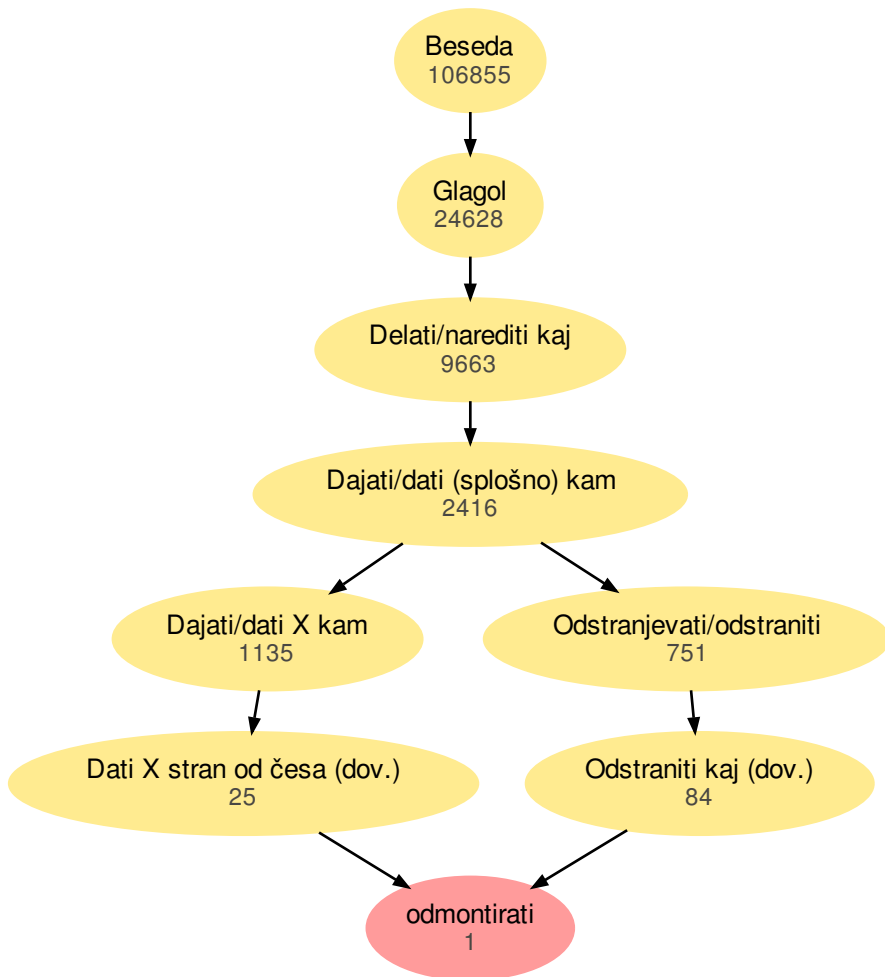 Beseda
106855
Glagol
24628
Delati/narediti kaj
9663
Dajati/dati (splošno) kam
2416
Dajati/dati X kam
1135
Odstranjevati/odstraniti
751
Dati X stran od česa (dov.)
25
Odstraniti kaj (dov.)
84
odmontirati
1